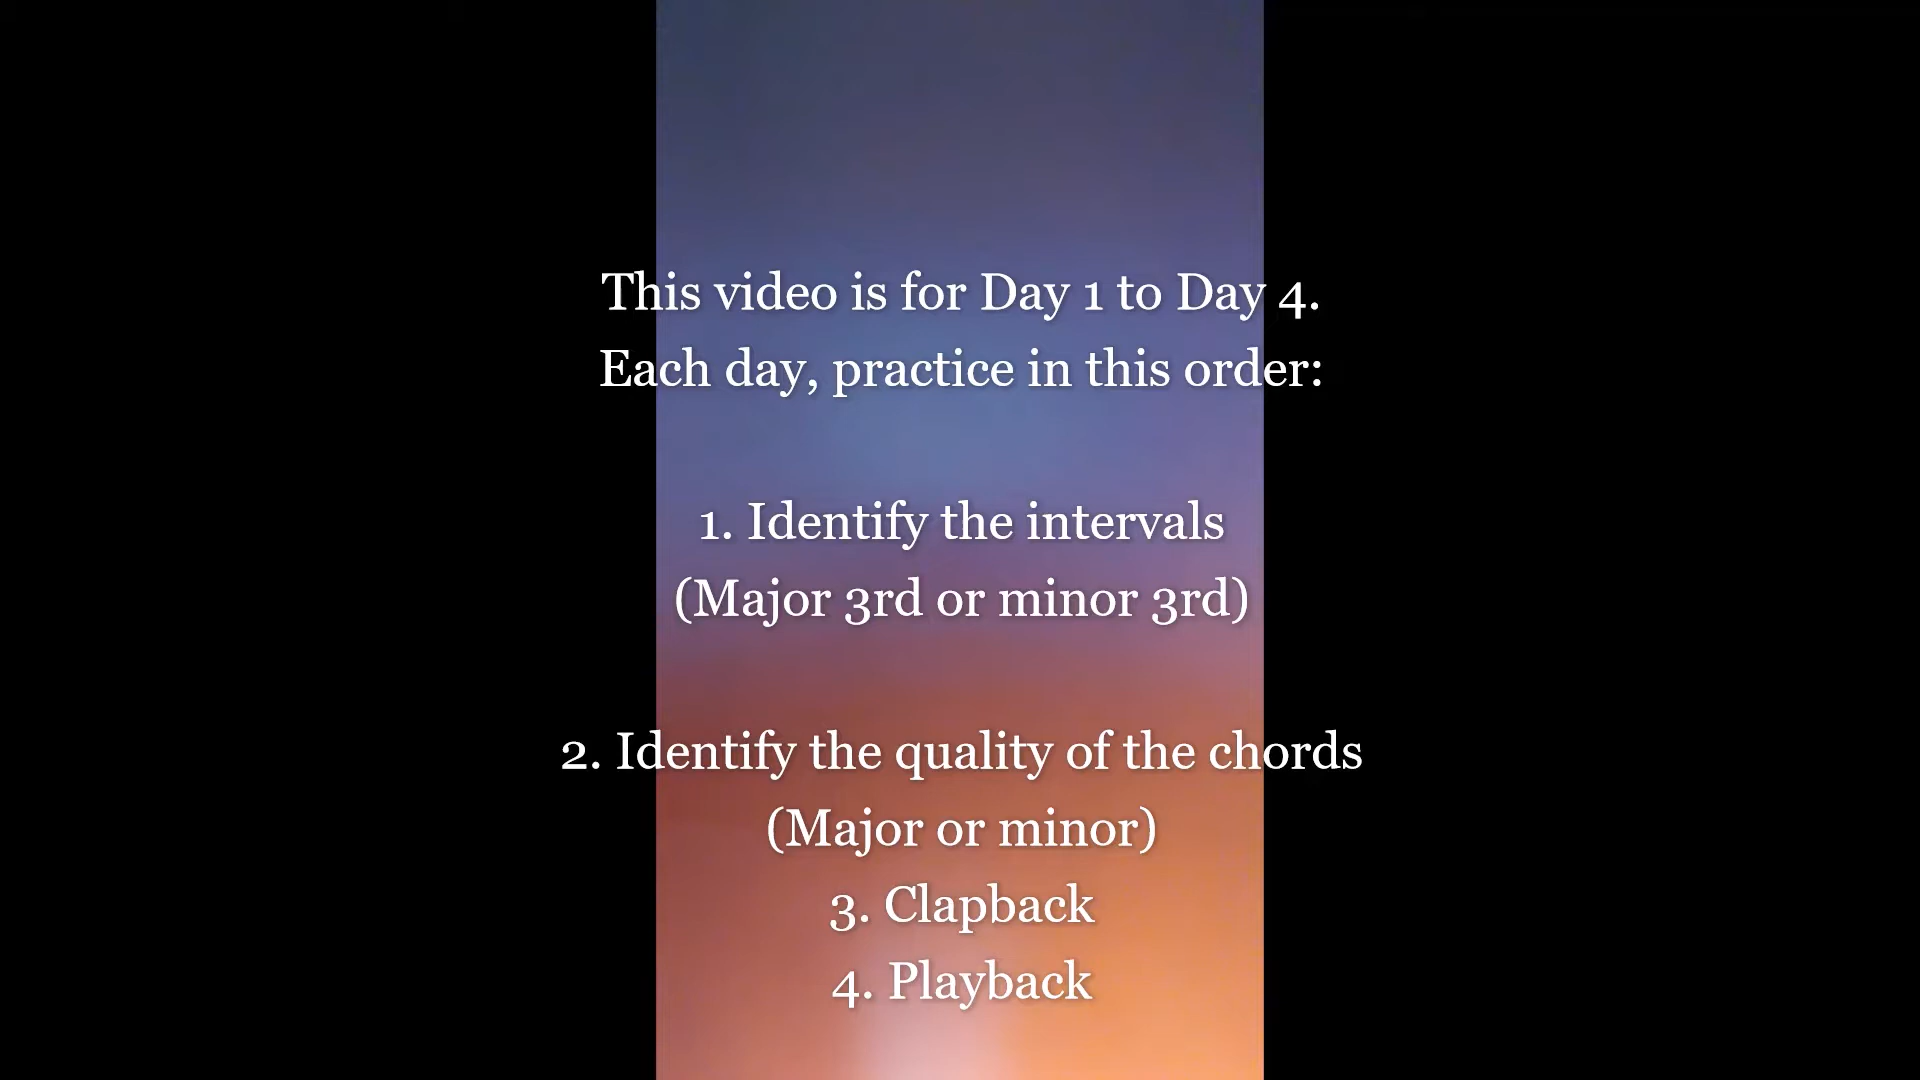 This video is for Day 1 to Day 4.
Each day, practice in this order:
1. Identify the intervals
(Major 3rd or minor 3rd)
2. Identify the quality of the chords
(Major or minor)
3. Clapback
4. Playback